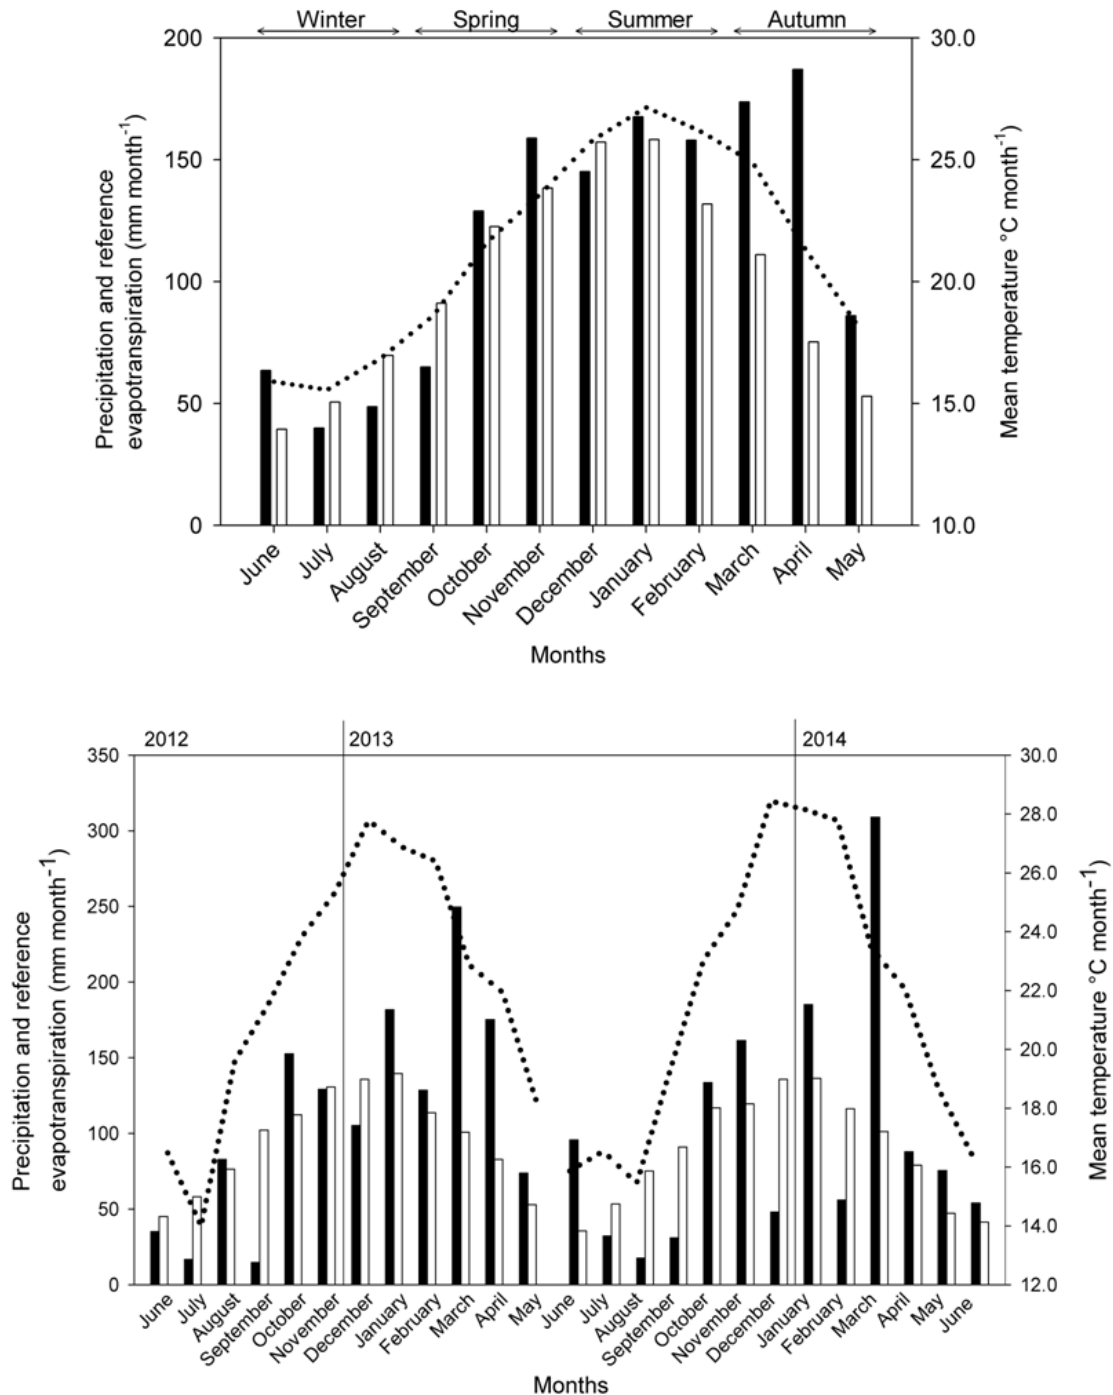 Winter Spring Summer Autumn
200
150
100
50
0
30.0
25.0
20.0
15.0
10.0
Precipitation and reference
evapotranspiration (mm month⁻¹)
Mean temperature °C month⁻¹)
June July August September October November December January February March April May
Months
2012 2013 2014
350
300
250
200
150
100
50
0
30.0
28.0
26.0
24.0
22.0
20.0
18.0
16.0
14.0
12.0
Precipitation and reference
evapotranspiration (mm month⁻¹)
Mean temperature °C month⁻¹)
June July August September October November December January February March April May June July August September October November December January February March April May June
Months